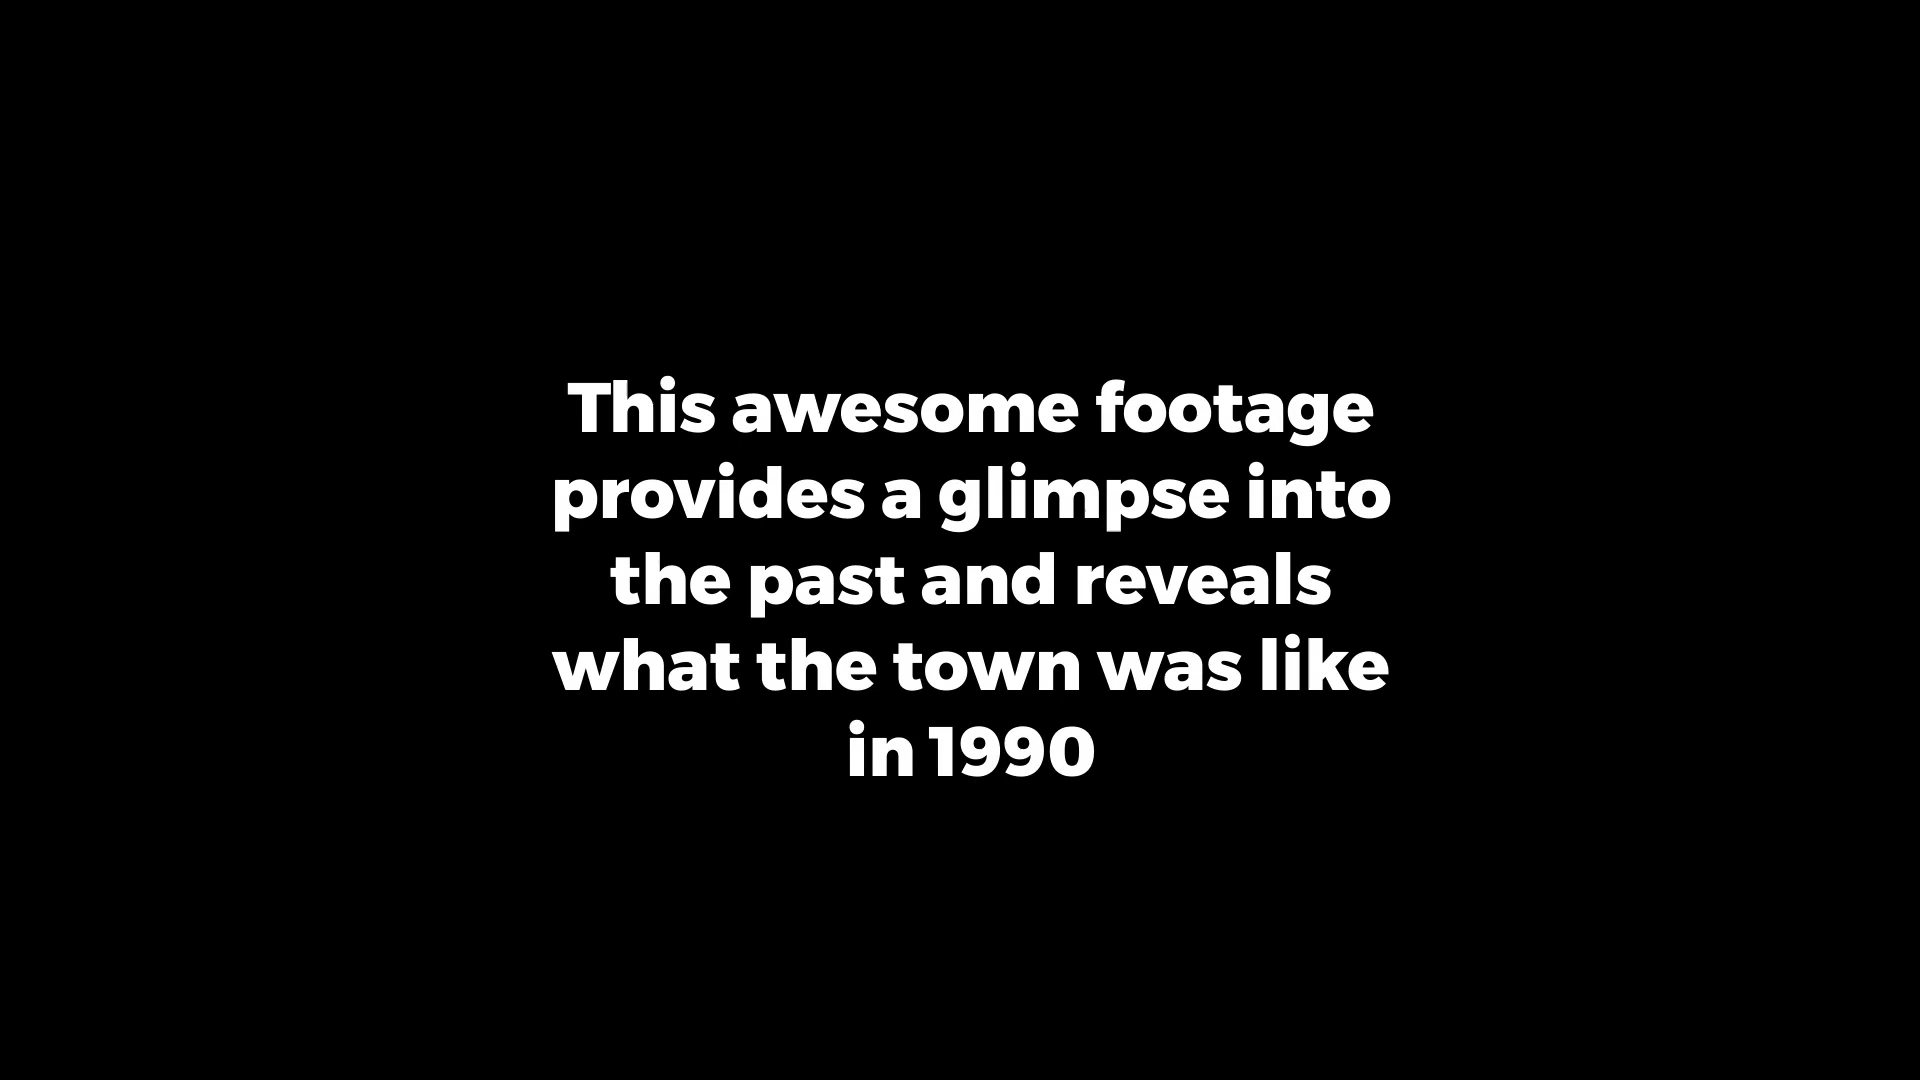 This awesome footage
provides a glimpse into
the past and reveals
what the town was like
in 1990